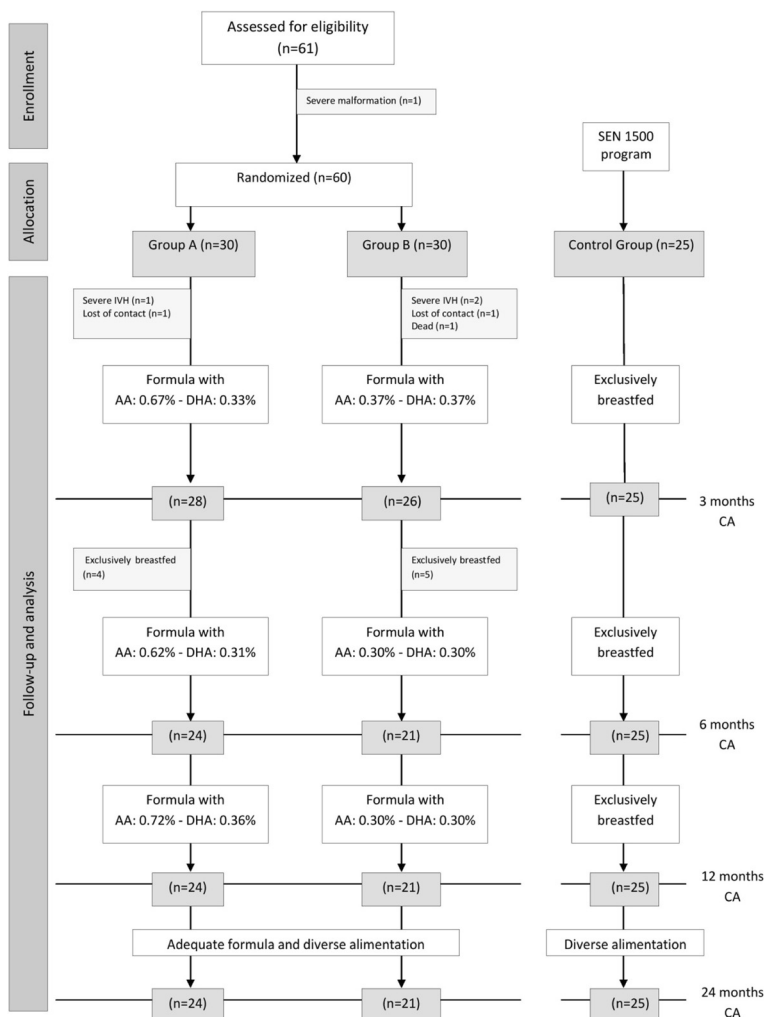 Enrollment
Assessed for eligibility
(n=61)
Severe malformation (n=1)
SEN 1500
program
Allocation
Randomized (n=60)
Group A (n=30)
Group B (n=30)
Control Group (n=25)
Follow-up and analysis
Severe IVH (n=1)
Lost of contact (n=1)
Severe IVH (n=2)
Lost of contact (n=1)
Dead (n=1)
Formula with
AA: 0.67% - DHA: 0.33%
Formula with
AA: 0.37% - DHA: 0.37%
Exclusively
breastfed
(n=28)
(n=26)
(n=25)
3 months
CA
Exclusively breastfed
(n=4)
Exclusively breastfed
(n=5)
Formula with
AA: 0.62% - DHA: 0.31%
Formula with
AA: 0.30% - DHA: 0.30%
Exclusively
breastfed
(n=24)
(n=21)
(n=25)
6 months
CA
Formula with
AA: 0.72% - DHA: 0.36%
Formula with
AA: 0.30% - DHA: 0.30%
Exclusively
breastfed
(n=24)
(n=21)
(n=25)
12 months
CA
Adequate formula and diverse alimentation
Diverse alimentation
(n=24)
(n=21)
(n=25)
24 months
CA